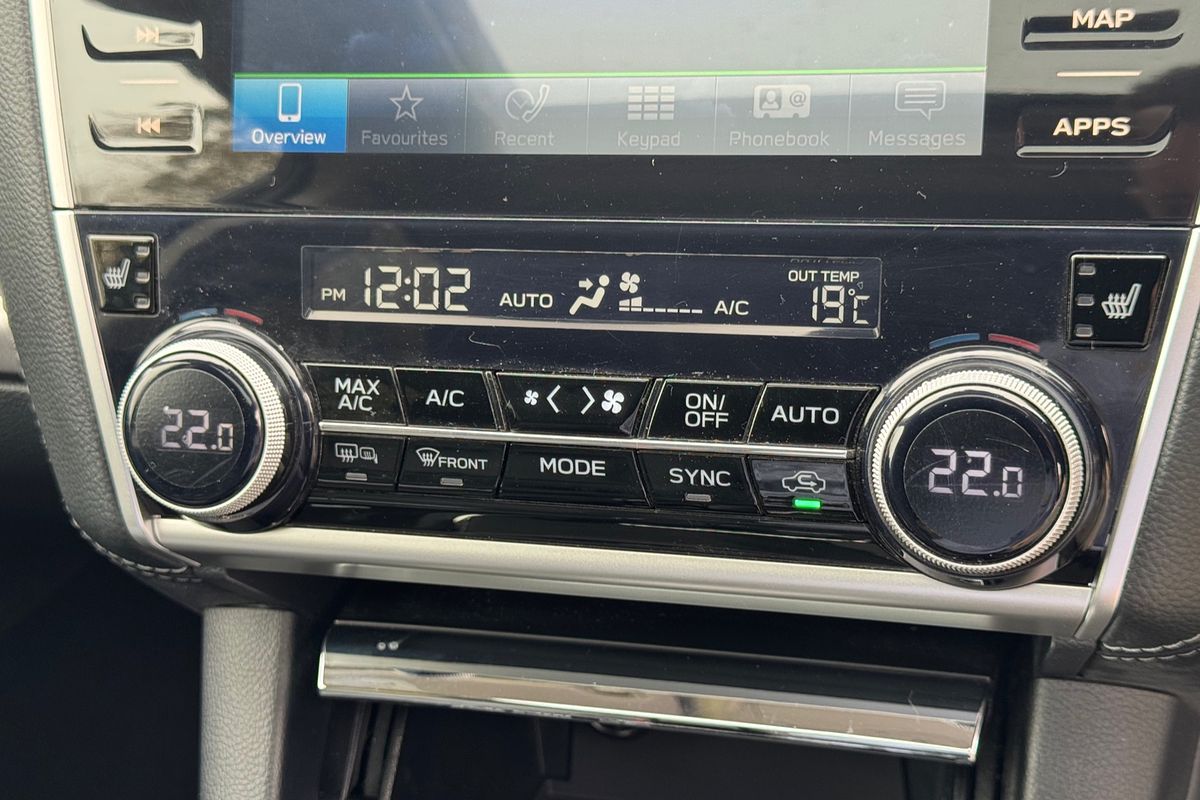 MAP
APPS
Overview
Favourites
Recent
Keypad
Phonebook
Messages
PM 12:02 AUTO A/C OUT TEMP 19°C
22.0
MAX A/C
A/C
ON/OFF
AUTO
22.0
FRONT
MODE
SYNC